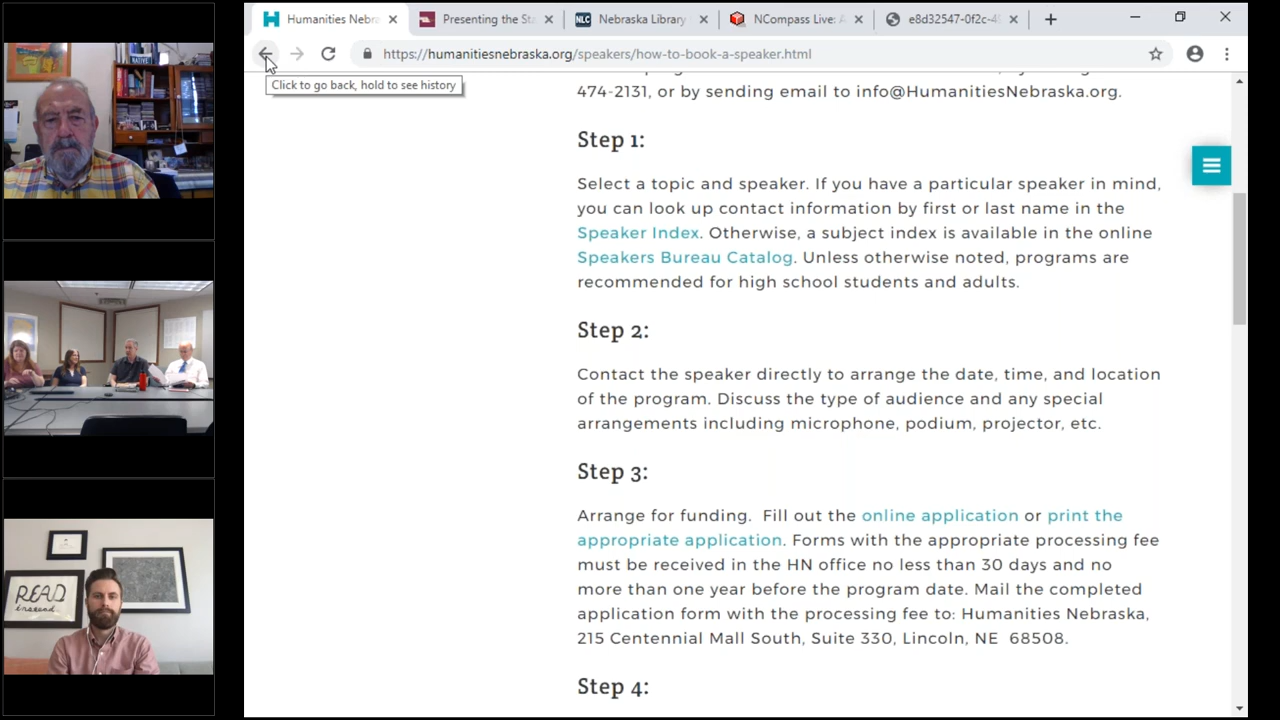 NATIVE
READ
instead.
Humanities Nebra
Presenting the Sta
NLC
Nebraska Library
NCompass Live: A
e8d32547-0f2c-4
https://humanitiesnebraska.org/speakers/how-to-book-a-speaker.html
Click to go back, hold to see history
474-2131, or by sending email to info@HumanitiesNebraska.org.
Step 1:
Select a topic and speaker. If you have a particular speaker in mind,
you can look up contact information by first or last name in the
Speaker Index. Otherwise, a subject index is available in the online
Speakers Bureau Catalog. Unless otherwise noted, programs are
recommended for high school students and adults.
Step 2:
Contact the speaker directly to arrange the date, time, and location
of the program. Discuss the type of audience and any special
arrangements including microphone, podium, projector, etc.
Step 3:
Arrange for funding. Fill out the online application or print the
appropriate application. Forms with the appropriate processing fee
must be received in the HN office no less than 30 days and no
more than one year before the program date. Mail the completed
application form with the processing fee to: Humanities Nebraska,
215 Centennial Mall South, Suite 330, Lincoln, NE 68508.
Step 4: